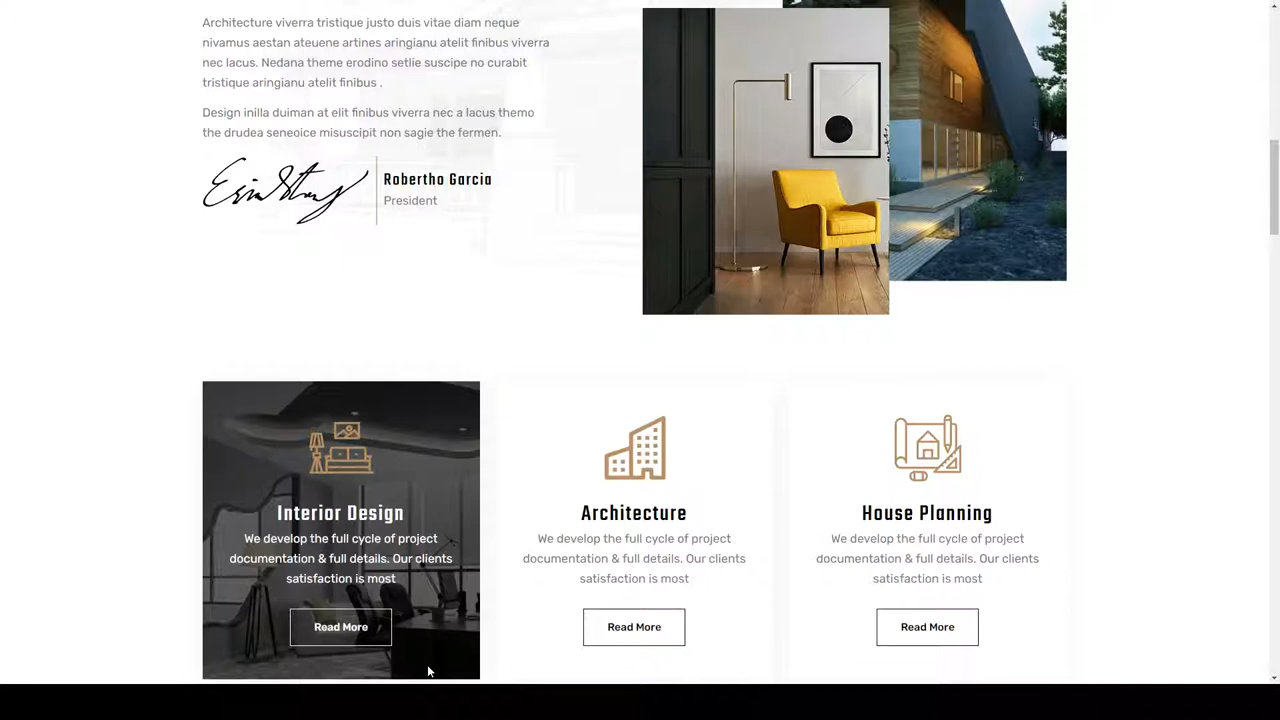 Architecture viverra tristique justo duis vitae diam neque
nivamus aestan ateuene artines aringianu atelit finibus viverra
nec lacus. Nedana theme eodino setlie suscipe no curabit
tristique aringianu atelit finibus .
Design inilla duiman at elit finibus viverra nec a lacus themo
the drudea seneoice misuscipit non sagie the fermen.
Robertho Garcia
President
Interior Design
We develop the full cycle of project
documentation & full details. Our clients
satisfaction is most
Read More
Architecture
We develop the full cycle of project
documentation & full details. Our clients
satisfaction is most
Read More
House Planning
We develop the full cycle of project
documentation & full details. Our clients
satisfaction is most
Read More